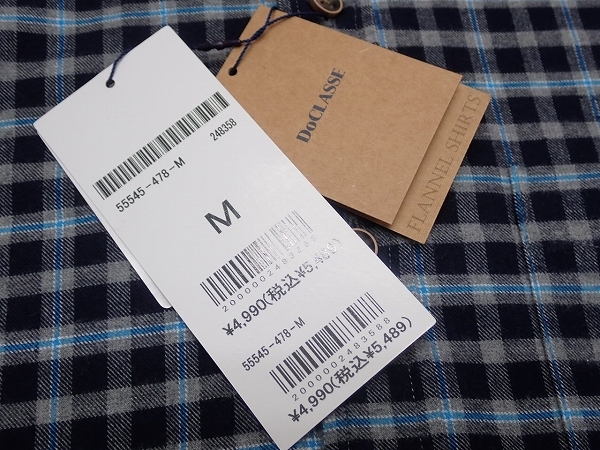 248358
55545-478-M
M
¥4,990(税込¥5,489)
55545-478-M
2000002483588
¥4,990(税込¥5,489)
DoCLASSE
FLANNEL SHIRTS